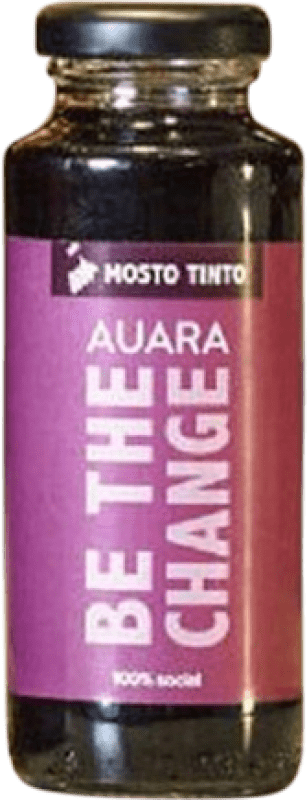 MOSTO TINTO
AUARA
BE THE
CHANGE
100% social